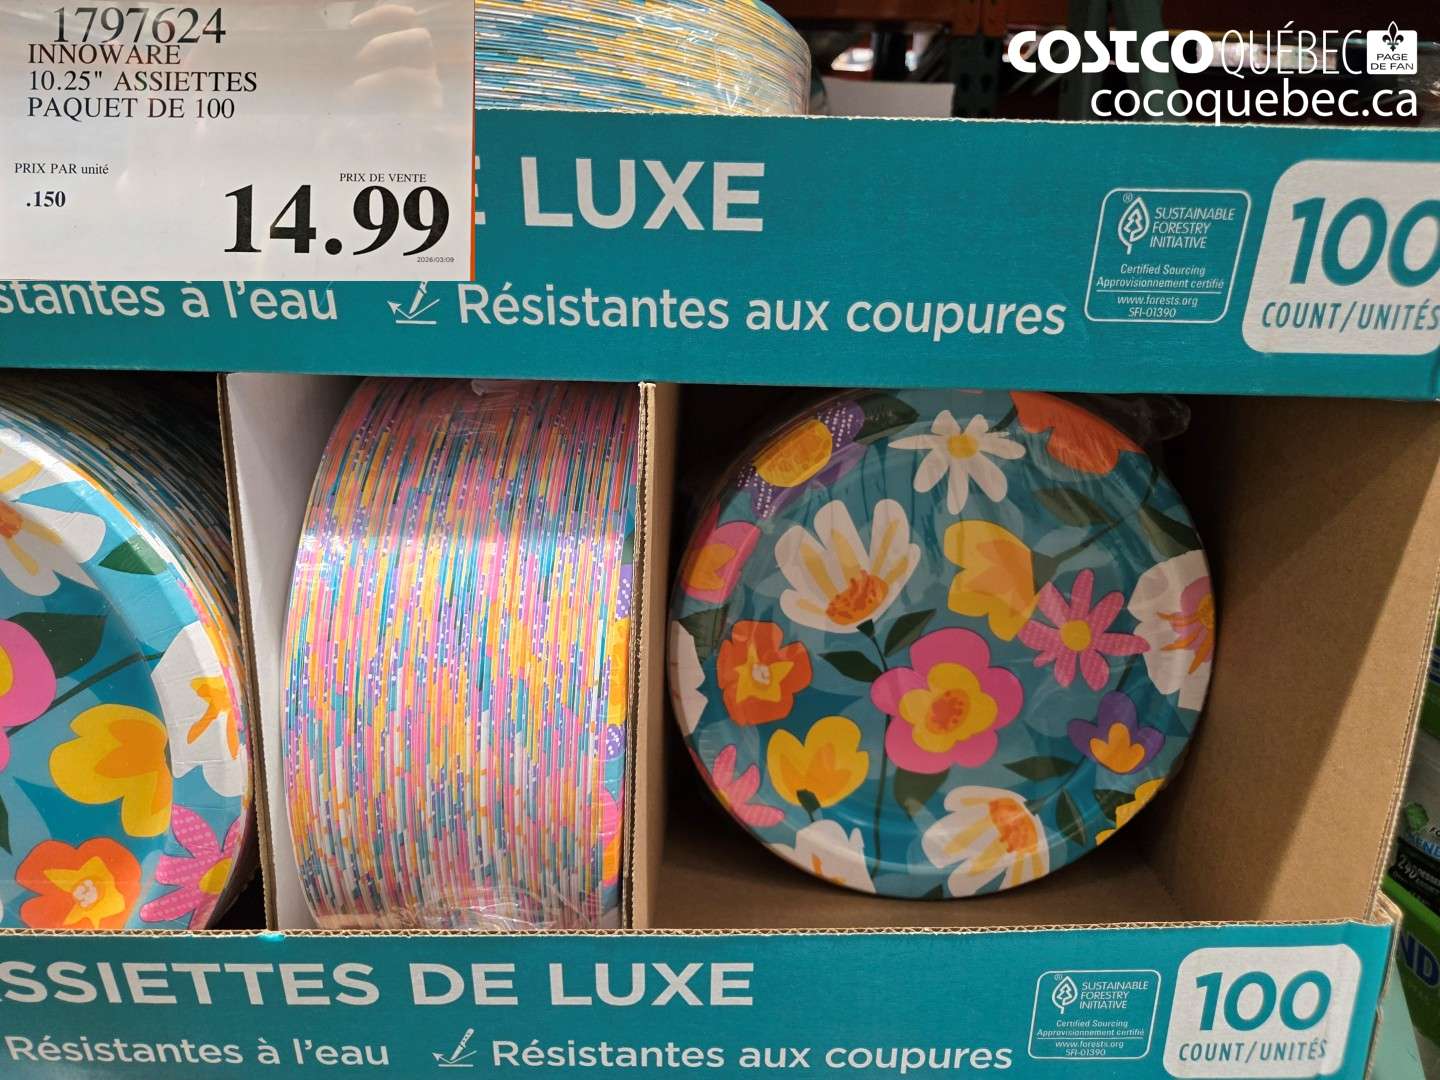 1797624
INNOWARE
10.25" ASSIETTES
PAQUET DE 100
PRIX PAR unité
.150
PRIX DE VENTE
14.99
2026/03/09
COSTCO QUÉBEC PAGE DE FAN
cocoquebec.ca
E LUXE
stantes à l'eau
Résistantes aux coupures
® SUSTAINABLE
FORESTRY
INITIATIVE
Certified Sourcing
Approvisionnement certifié
www.forests.org
SFI-01390
100
COUNT/UNITÉS
ASSIETTES DE LUXE
Résistantes à l'eau
Résistantes aux coupures
® SUSTAINABLE
FORESTRY
INITIATIVE
Certified Sourcing
Approvisionnement certifié
www.forests.org
SFI-01390
100
COUNT/UNITÉS